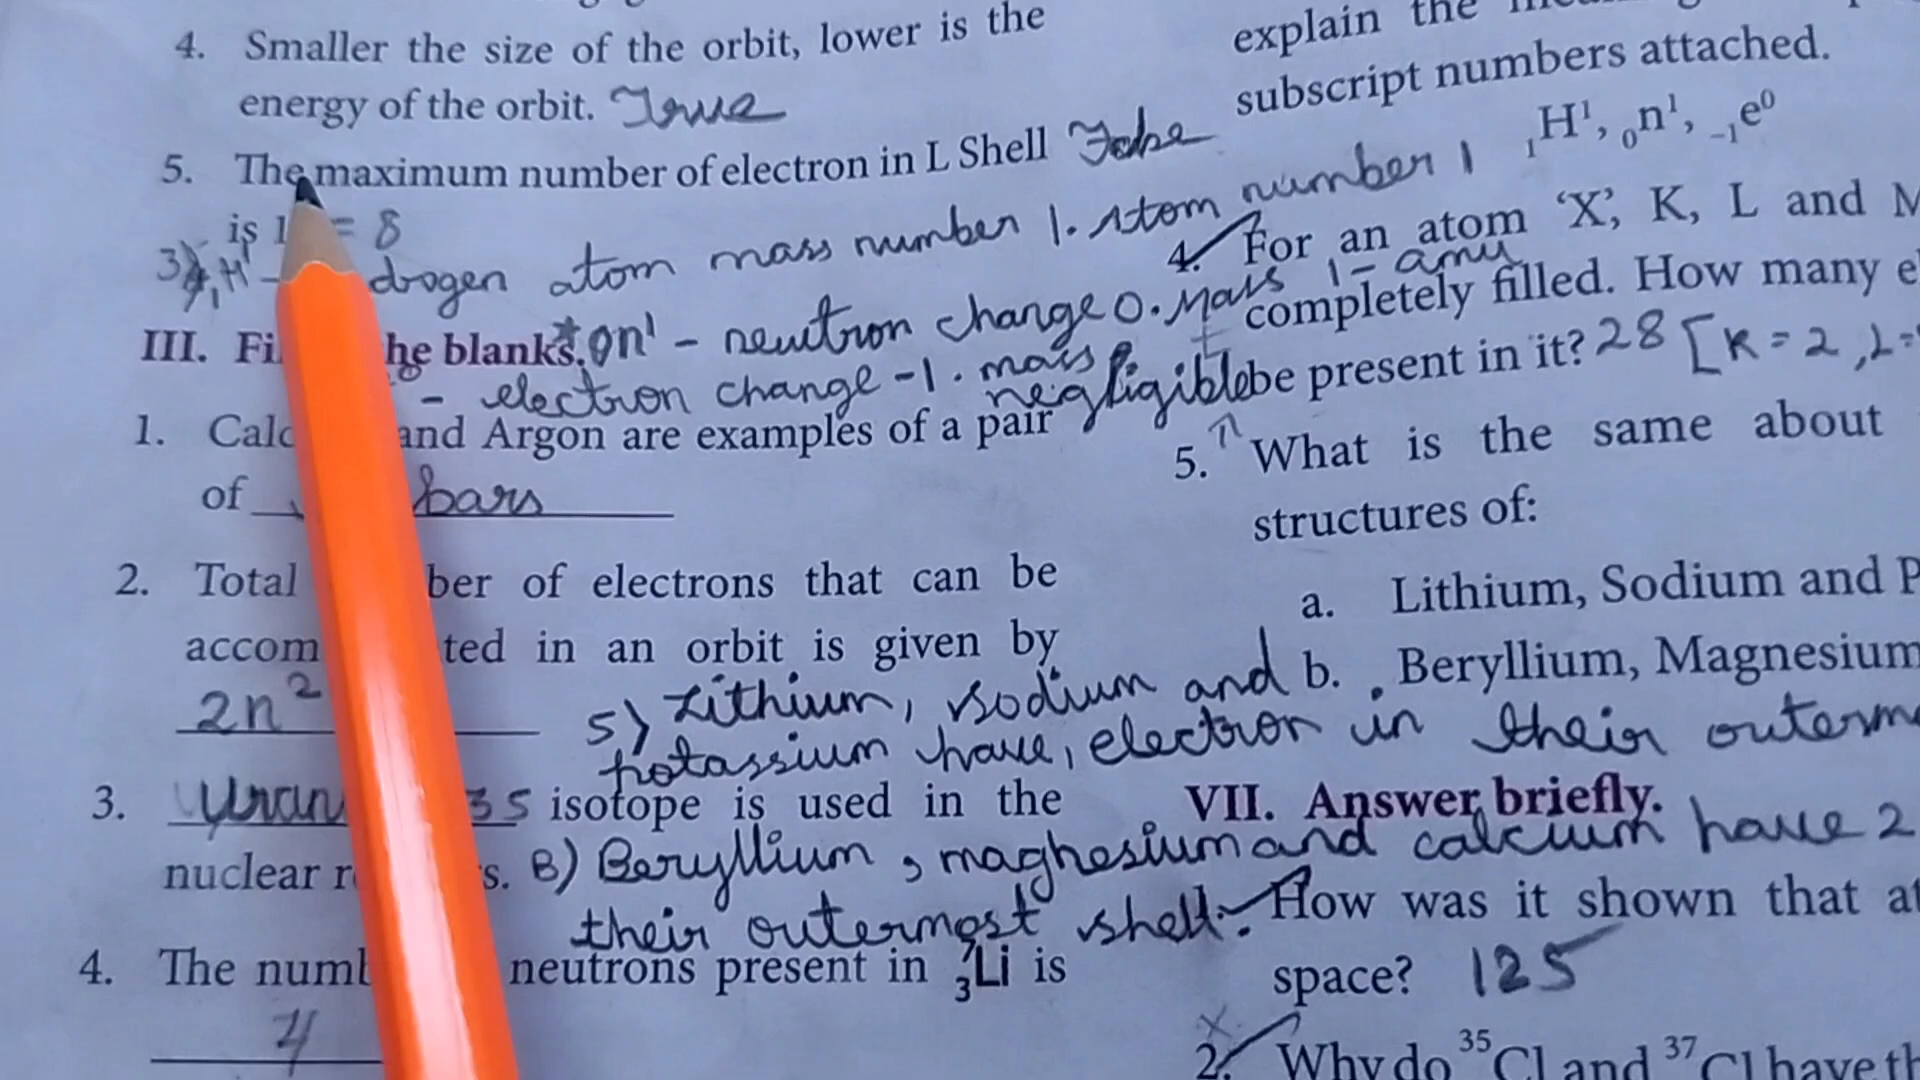 4. Smaller the size of the orbit, lower is the
energy of the orbit. True
5. The maximum number of electron in L Shell False
is 1 = 8
3) 1H1 drogen atom mass number 1. Atom number 1
III. Fi he blanks. 0n1 - neutron change 0. Mass 1 - amu
- electron change -1. mass negligible
1. Calc and Argon are examples of a pair
of bars
2. Total ber of electrons that can be
accom ted in an orbit is given by
2n²
5) Lithium, sodium and
potassium have 1 electron in their outerm
3. Uran 35 isotope is used in the
nuclear r s. B) Beryllium, maghesium and calcium have 2
their outermost shell.
4. The numb neutrons present in ⁷₃Li is
4
explain the
subscript numbers attached.
₁H¹, ₀n¹, ₋₁e⁰
4. For an atom ‘X’, K, L and M
completely filled. How many e
be present in it? 28 [K = 2, L =
5. What is the same about
structures of:
a. Lithium, Sodium and P
b. Beryllium, Magnesium
VII. Answer briefly.
How was it shown that at
space? 125
2. Why do ³⁵Cl and ³⁷Cl have th